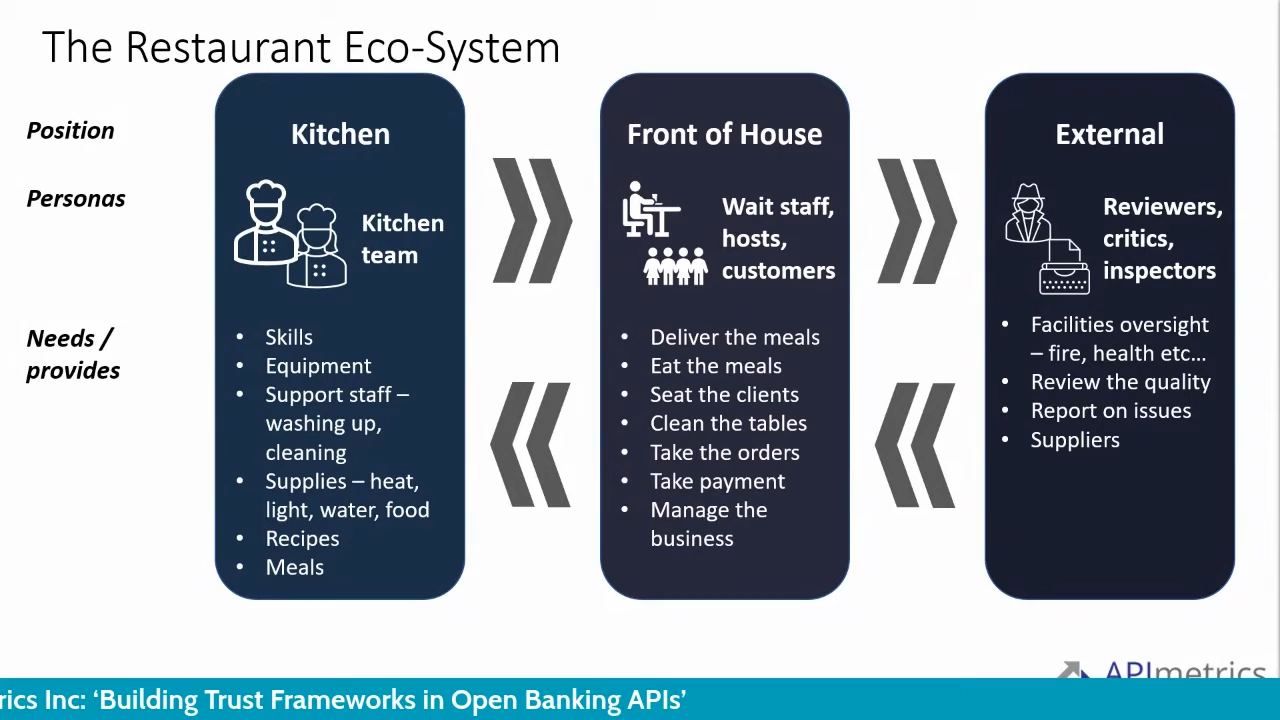 The Restaurant Eco-System
Position
Personas
Needs /
provides
Kitchen
Kitchen
team
• Skills
• Equipment
• Support staff –
washing up,
cleaning
• Supplies – heat,
light, water, food
• Recipes
• Meals
Front of House
Wait staff,
hosts,
customers
• Deliver the meals
• Eat the meals
• Seat the clients
• Clean the tables
• Take the orders
• Take payment
• Manage the
business
External
Reviewers,
critics,
inspectors
• Facilities oversight
– fire, health etc...
• Review the quality
• Report on issues
• Suppliers
APImetrics
rics Inc: ‘Building Trust Frameworks in Open Banking APIs’